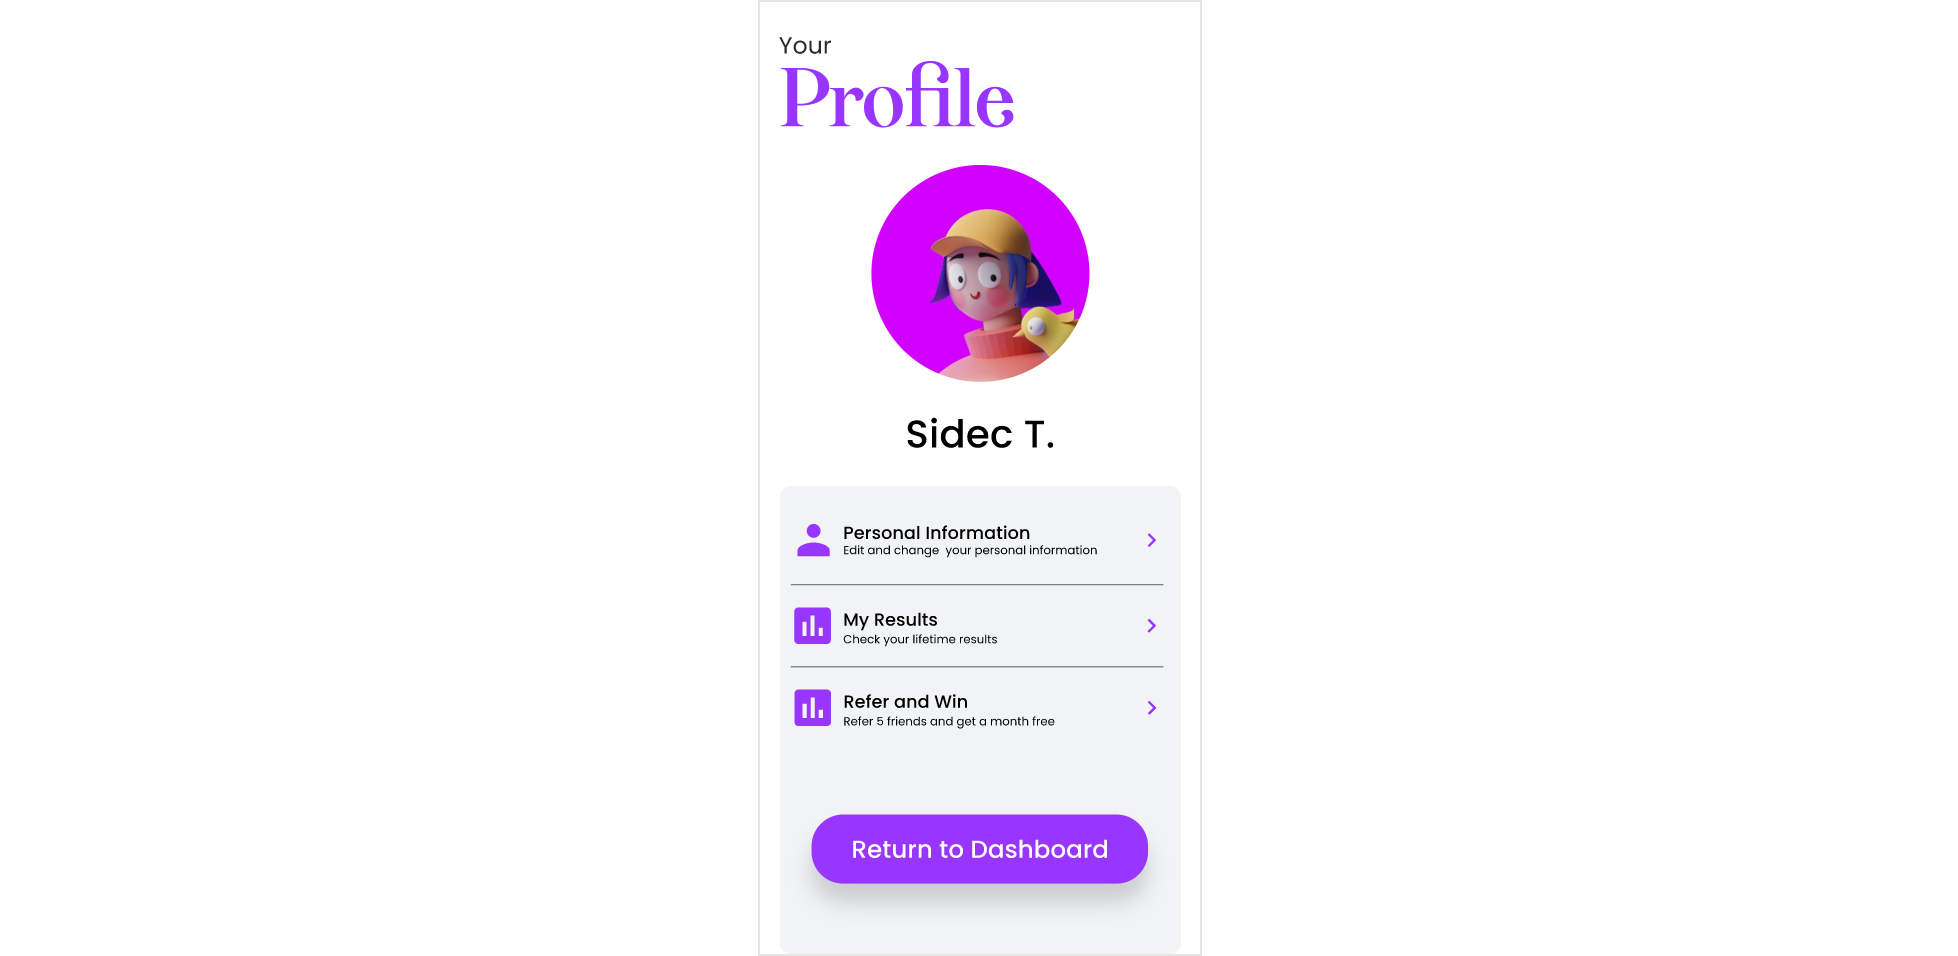 Your
Profile
Sidec T.
Personal Information
Edit and change  your personal information
My Results
Check your lifetime results
Refer and Win
Refer 5 friends and get a month free
Return to Dashboard